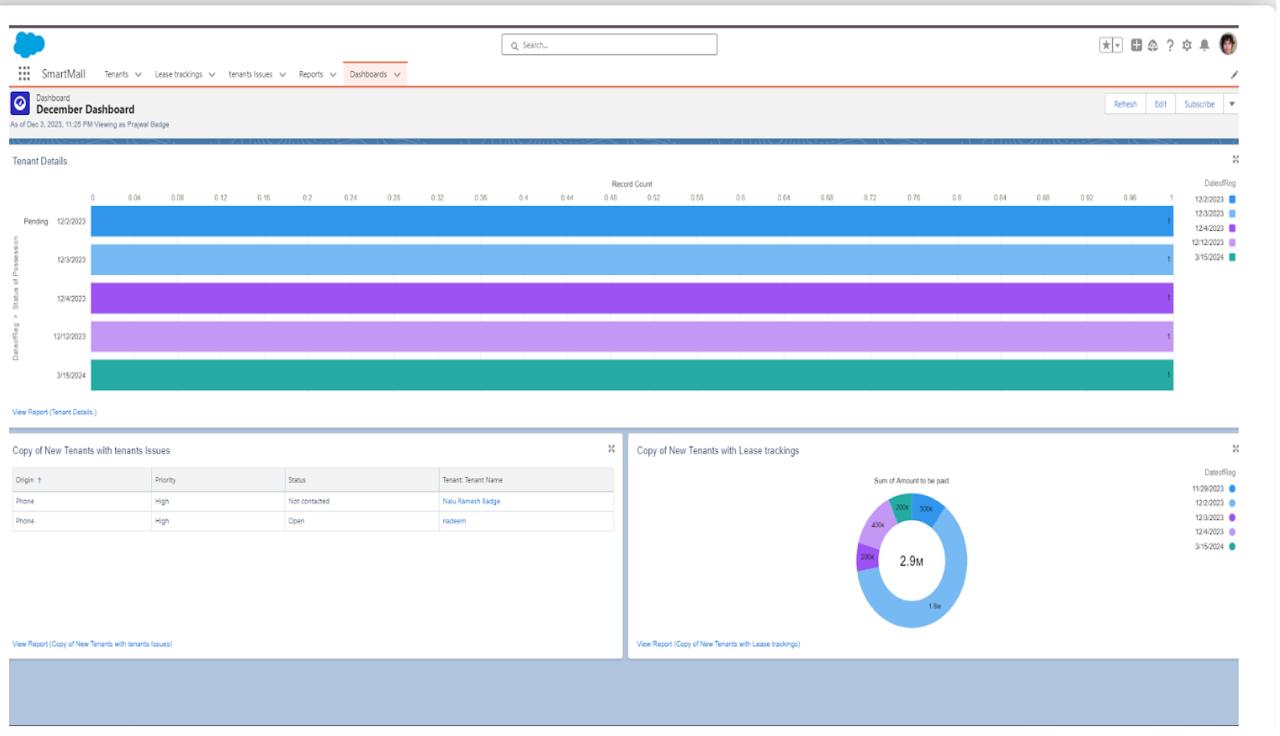 Search...
SmartMall Tenants Lease trackings tenants Issues Reports Dashboards
Dashboard
December Dashboard
As of Dec 3, 2023, 11:25 PM Viewing as Prajwal Badge
Refresh Edit Subscribe
Tenant Details
Record Count
0 0.04 0.08 0.12 0.16 0.2 0.24 0.28 0.32 0.36 0.4 0.44 0.48 0.52 0.56 0.6 0.64 0.68 0.72 0.76 0.8 0.84 0.88 0.92 0.96 1
DateofReg > Status of Possession
Pending 12/2/2023 1
12/3/2023 1
12/4/2023 1
12/12/2023 1
3/15/2024 1
DateofReg
12/2/2023
12/3/2023
12/4/2023
12/12/2023
3/15/2024
View Report (Tenant Details.)
Copy of New Tenants with tenants Issues
Origin ↑ Priority Status Tenant: Tenant Name
Phone High Not contacted Nalu Ramesh Badge
Phone High Open nadeem
View Report (Copy of New Tenants with tenants Issues)
Copy of New Tenants with Lease trackings
Sum of Amount to be paid
200k 300k
400k
200k
2.9M
DateofReg
11/29/2023
12/2/2023
12/3/2023
12/4/2023
3/15/2024
View Report (Copy of New Tenants with Lease trackings)